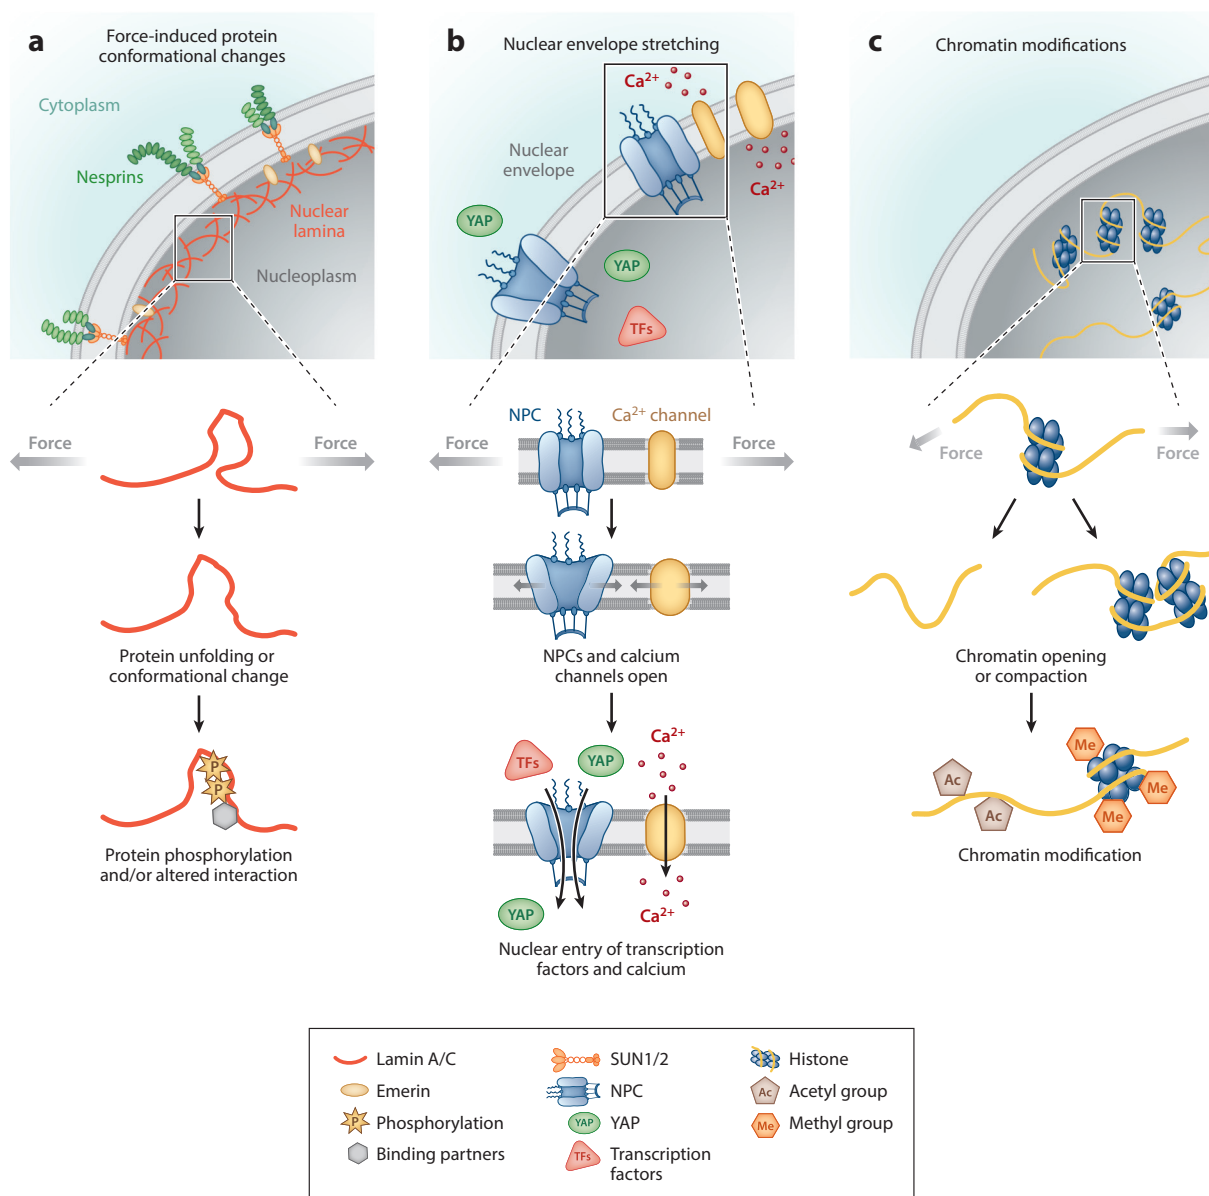 a
Force-induced protein
conformational changes
Cytoplasm
Nesprins
Nuclear
lamina
Nucleoplasm
Force
Force
Protein unfolding or
conformational change
P
P
Protein phosphorylation
and/or altered interaction
b
Nuclear envelope stretching
Ca2+
Nuclear
envelope
Ca2+
YAP
YAP
TFs
NPC
Ca2+ channel
Force
Force
NPCs and calcium
channels open
Ca2+
TFs
YAP
YAP
Ca2+
Nuclear entry of transcription
factors and calcium
c
Chromatin modifications
Force
Force
Chromatin opening
or compaction
Me
Ac
Me
Ac
Me
Chromatin modification
Lamin A/C
Emerin
P
Phosphorylation
Binding partners
SUN1/2
NPC
YAP
YAP
TFs
Transcription
factors
Histone
Ac
Acetyl group
Me
Methyl group